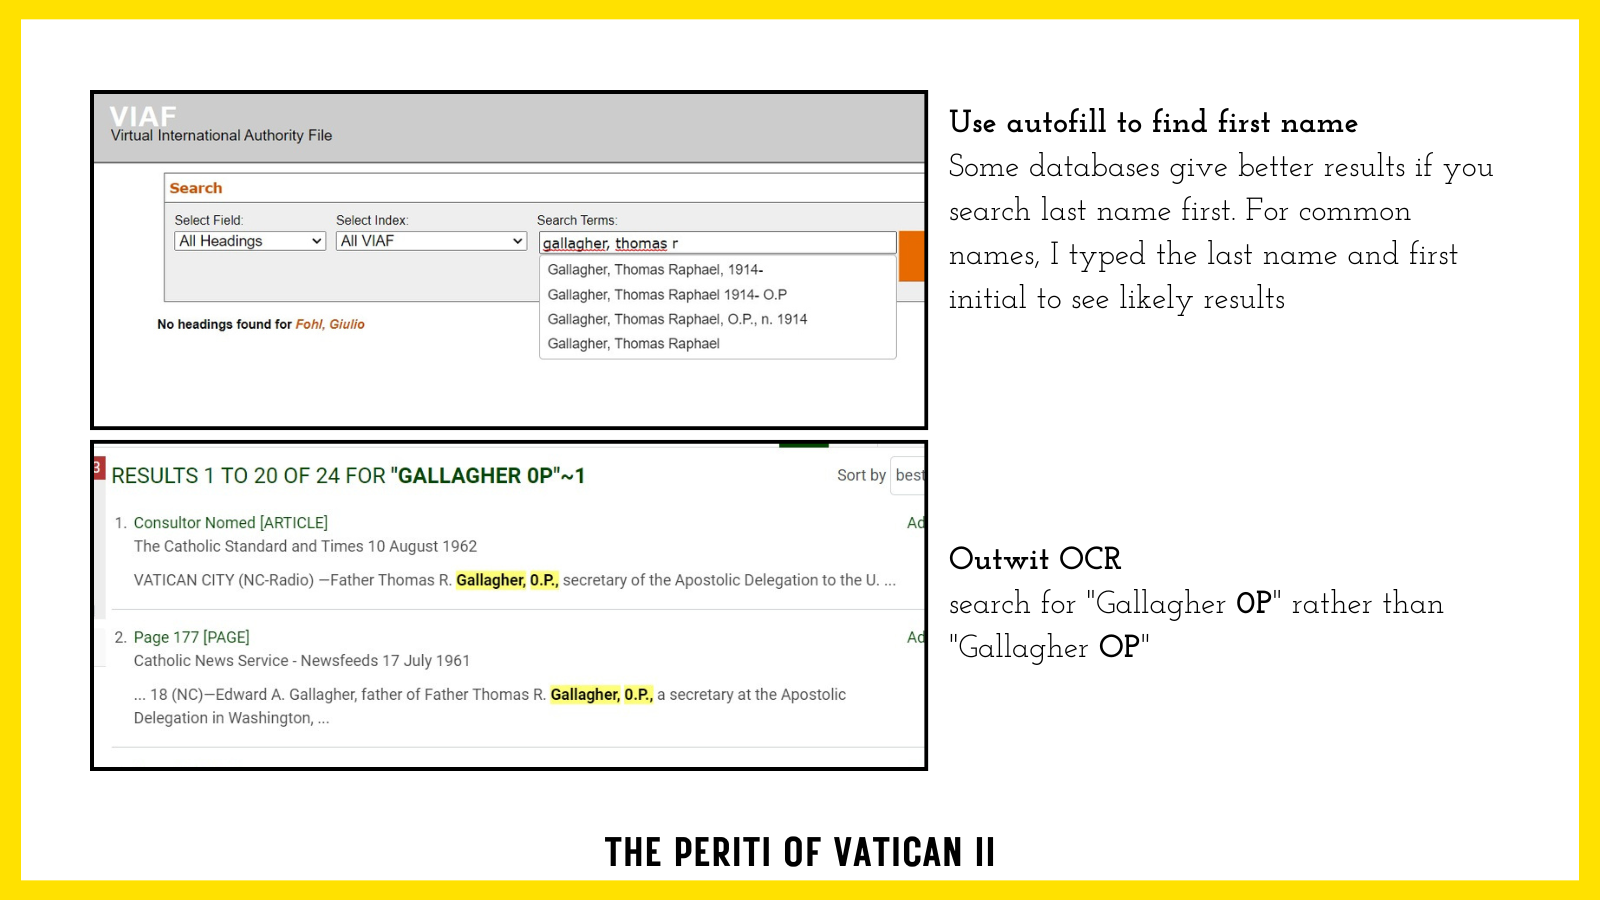 VIAF
Virtual International Authority File
Search
Select Field:
Select Index:
Search Terms:
All Headings
All VIAF
gallagher, thomas r
Gallagher, Thomas Raphael, 1914-
Gallagher, Thomas Raphael 1914- O.P
Gallagher, Thomas Raphael, O.P., n. 1914
Gallagher, Thomas Raphael
No headings found for Fohl, Giulio
Use autofill to find first name
Some databases give better results if you
search last name first. For common
names, I typed the last name and first
initial to see likely results
3
RESULTS 1 TO 20 OF 24 FOR "GALLAGHER 0P"~1
Sort by best
1. Consultor Nomed [ARTICLE]
Ad
The Catholic Standard and Times 10 August 1962
VATICAN CITY (NC-Radio) —Father Thomas R. Gallagher, 0.P., secretary of the Apostolic Delegation to the U. ...
2. Page 177 [PAGE]
Ad
Catholic News Service - Newsfeeds 17 July 1961
... 18 (NC)—Edward A. Gallagher, father of Father Thomas R. Gallagher, 0.P., a secretary at the Apostolic
Delegation in Washington, ...
Outwit OCR
search for "Gallagher 0P" rather than
"Gallagher OP"
THE PERITI OF VATICAN II